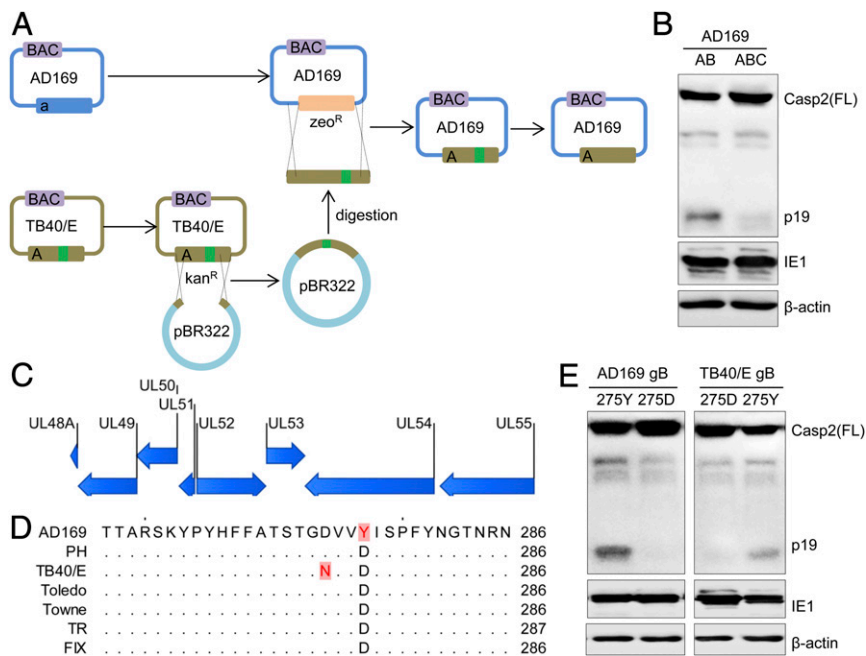 A
BAC
AD169
a
BAC
AD169
zeoR
BAC
AD169
A
BAC
AD169
A
BAC
TB40/E
A
BAC
TB40/E
A
kanR
pBR322
digestion
pBR322
B
AD169
AB ABC
Casp2(FL)
p19
IE1
β-actin
C
UL48A
UL49
UL50
UL51
UL52
UL53
UL54
UL55
D
AD169 T T A R S K Y P Y H F F A T S T G D V V Y I S P F Y N G T N R N 286
PH . . . . . . . . . . . . . . . . . . . . D . . . . . . . . . . . 286
TB40/E . . . . . . . . . . . . . . . . . N . . D . . . . . . . . . . . 286
Toledo . . . . . . . . . . . . . . . . . . . . D . . . . . . . . . . . 286
Towne . . . . . . . . . . . . . . . . . . . . D . . . . . . . . . . . 286
TR . . . . . . . . . . . . . . . . . . . . D . . . . . . . . . . . 287
FIX . . . . . . . . . . . . . . . . . . . . D . . . . . . . . . . . 286
E
AD169 gB TB40/E gB
275Y 275D 275D 275Y
Casp2(FL)
p19
IE1
β-actin